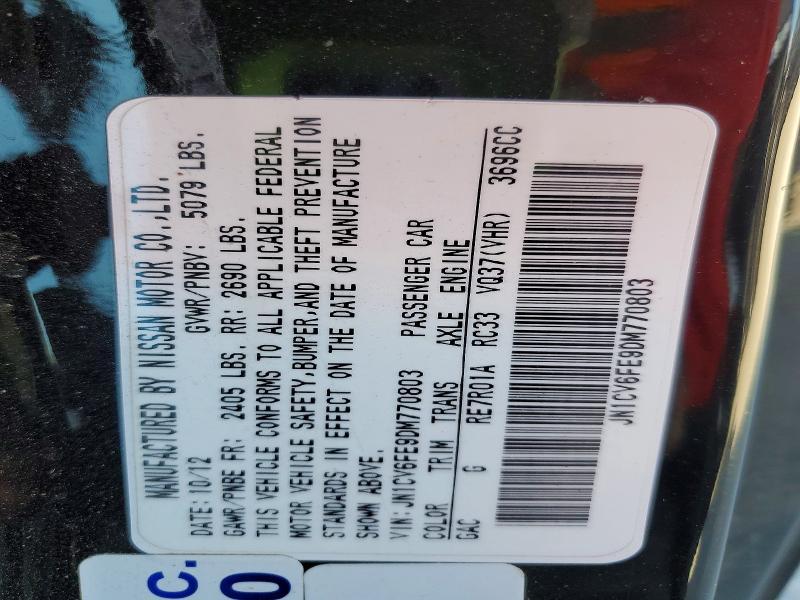 MANUFACTURED BY NISSAN MOTOR CO.,LTD.
DATE: 10/12 GVWR/PNBV: 5079 LBS.
GAWR/PNBE FR: 2405 LBS. RR: 2690 LBS.
THIS VEHICLE CONFORMS TO ALL APPLICABLE FEDERAL
MOTOR VEHICLE SAFETY,BUMPER,AND THEFT PREVENTION
STANDARDS IN EFFECT ON THE DATE OF MANUFACTURE
SHOWN ABOVE.
VIN:JN1CV6FE9DM770803 PASSENGER CAR
COLOR TRIM TRANS AXLE ENGINE
GAC G RE7R01A RC33 VQ37(VHR) 3696CC
JN1CV6FE9DM770803
C.
0